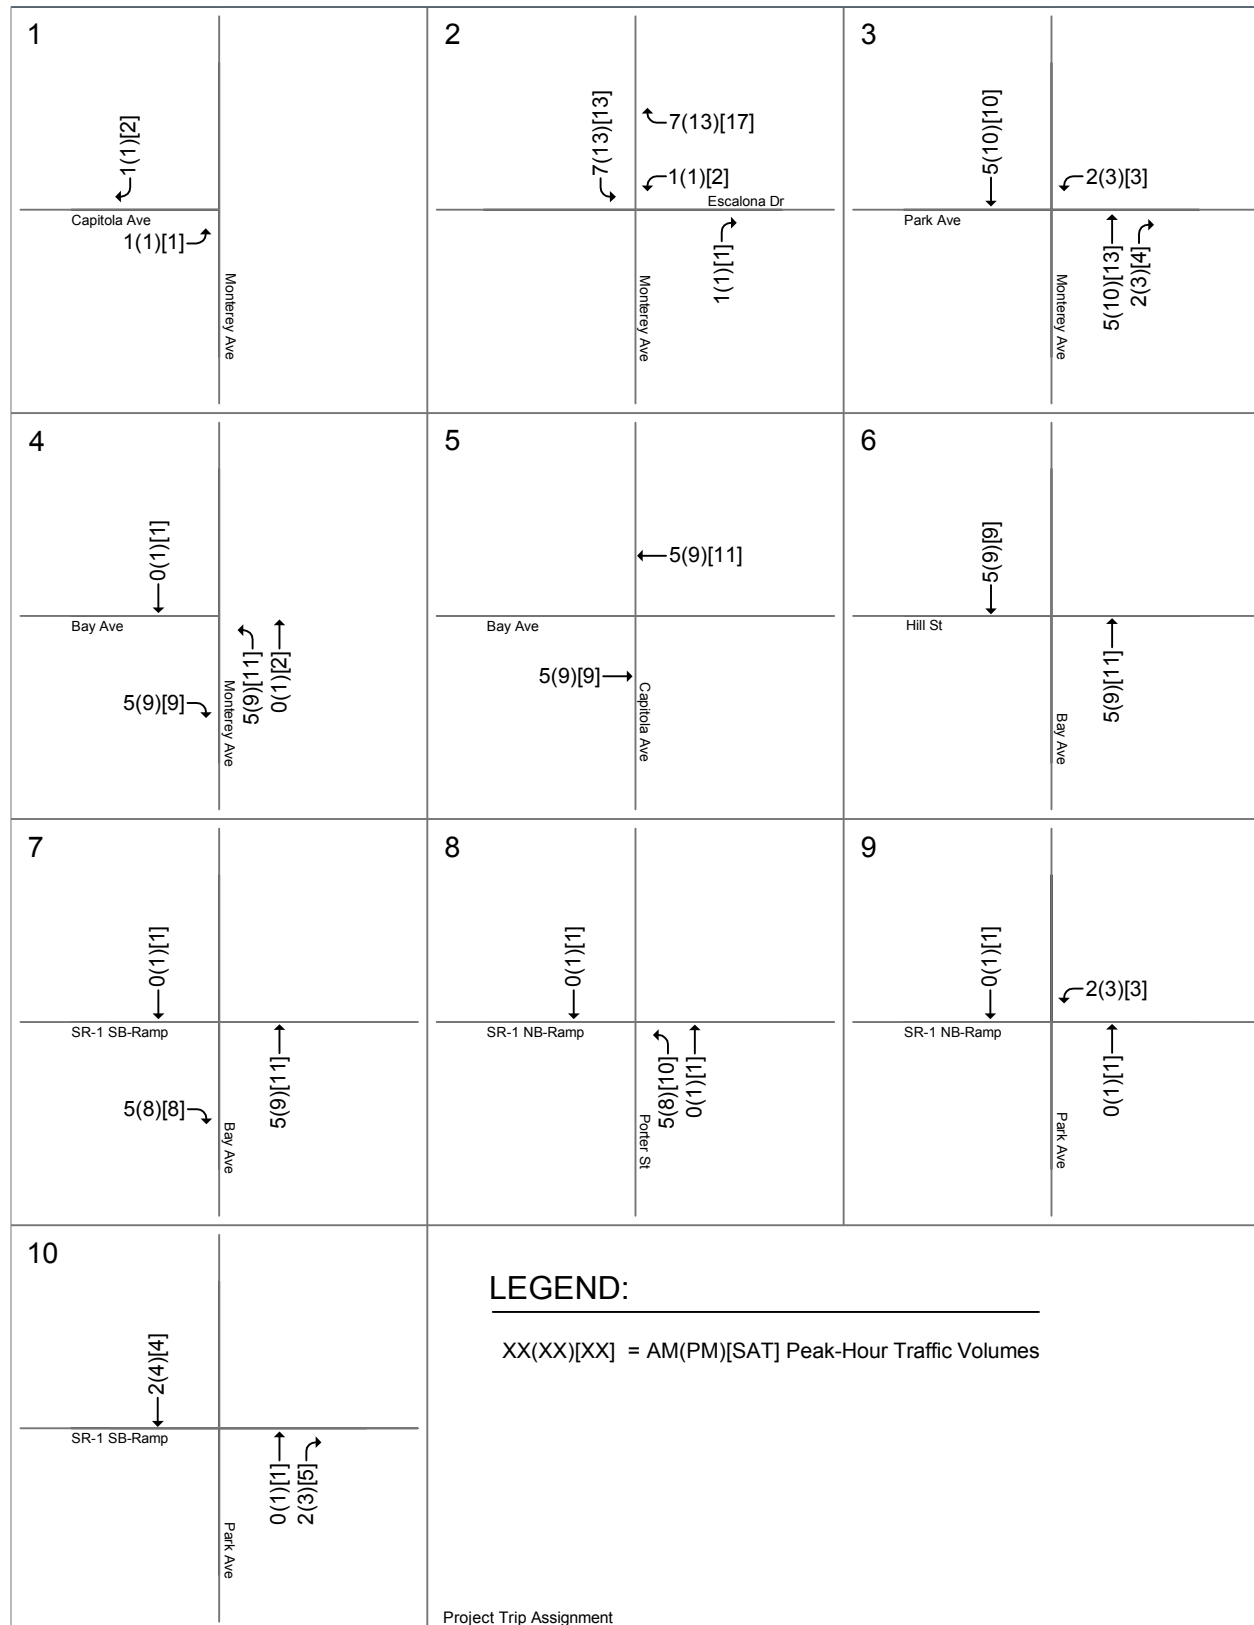 1
1(1)[2]
Capitola Ave
1(1)[1]
Monterey Ave
2
7(13)[13]
7(13)[17]
1(1)[2]
Escalona Dr
1(1)[1]
Monterey Ave
3
5(10)[10]
2(3)[3]
Park Ave
5(10)[13]
2(3)[4]
Monterey Ave
4
0(1)[1]
Bay Ave
5(9)[9]
5(9)[11]
0(1)[2]
Monterey Ave
5
5(9)[11]
Bay Ave
5(9)[9]
Capitola Ave
6
5(9)[9]
Hill St
5(9)[11]
Bay Ave
7
0(1)[1]
SR-1 SB-Ramp
5(8)[8]
5(9)[11]
Bay Ave
8
0(1)[1]
SR-1 NB-Ramp
5(8)[10]
0(1)[1]
Porter St
9
0(1)[1]
2(3)[3]
SR-1 NB-Ramp
0(1)[1]
Park Ave
10
2(4)[4]
SR-1 SB-Ramp
0(1)[1]
2(3)[5]
Park Ave
LEGEND:
XX(XX)[XX] = AM(PM)[SAT] Peak-Hour Traffic Volumes
Project Trip Assignment